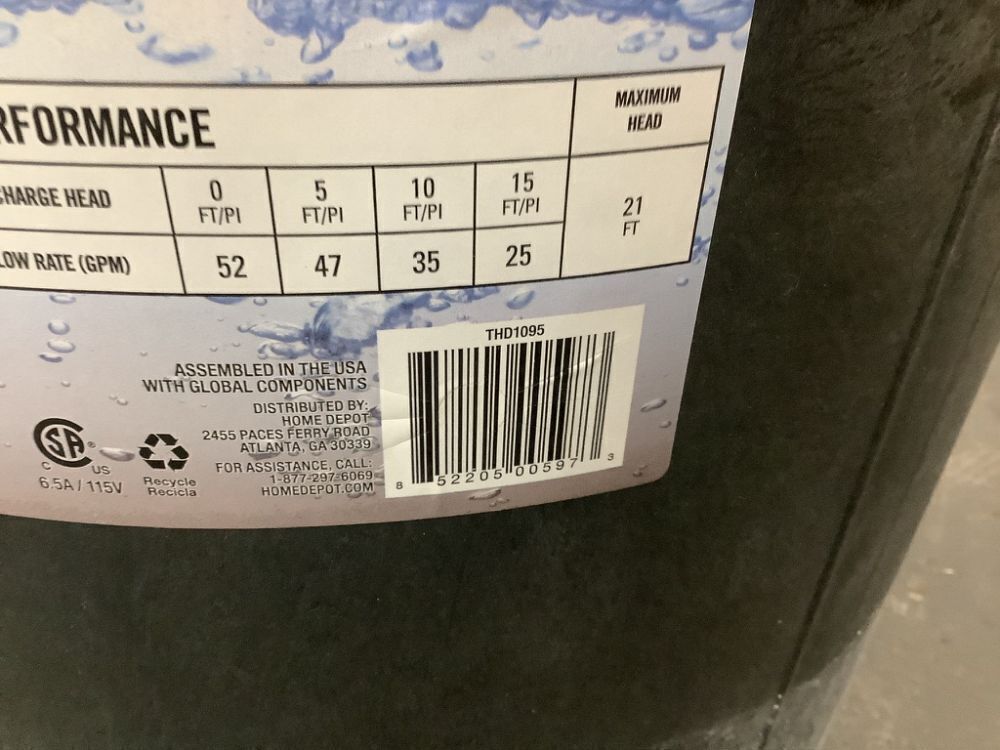 RFORMANCE
MAXIMUM
HEAD
CHARGE HEAD
0
FT/PI
5
FT/PI
10
FT/PI
15
FT/PI
21
FT
LOW RATE (GPM)
52
47
35
25
ASSEMBLED IN THE USA
WITH GLOBAL COMPONENTS
DISTRIBUTED BY:
HOME DEPOT
2455 PACES FERRY ROAD
ATLANTA, GA 30339
FOR ASSISTANCE, CALL:
1-877-297-6069
HOMEDEPOT.COM
SA®
C US
6.5A / 115V
Recycle
Recicla
THD1095
8 52205 00597 3